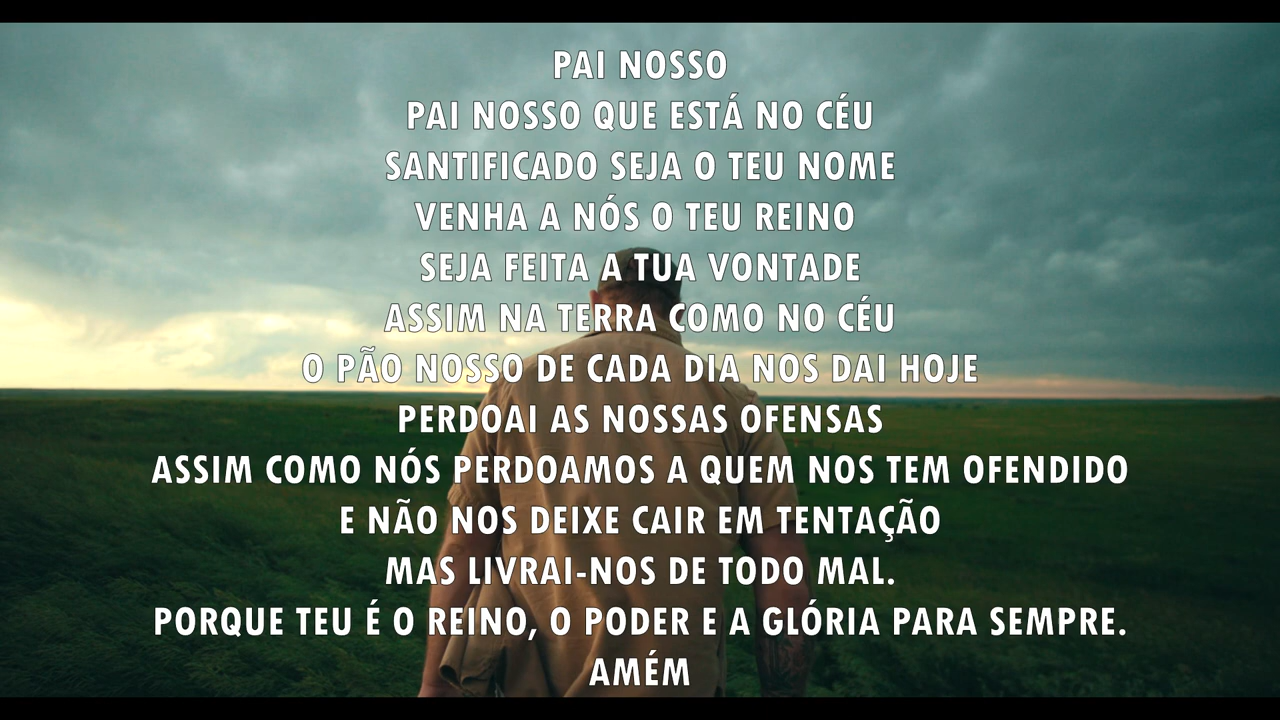 PAI NOSSO
PAI NOSSO QUE ESTÁ NO CÉU
SANTIFICADO SEJA O TEU NOME
VENHA A NÓS O TEU REINO
SEJA FEITA A TUA VONTADE
ASSIM NA TERRA COMO NO CÉU
O PÃO NOSSO DE CADA DIA NOS DAI HOJE
PERDOAI AS NOSSAS OFENSAS
ASSIM COMO NÓS PERDOAMOS A QUEM NOS TEM OFENDIDO
E NÃO NOS DEIXE CAIR EM TENTAÇÃO
MAS LIVRAI-NOS DE TODO MAL.
PORQUE TEU É O REINO, O PODER E A GLÓRIA PARA SEMPRE.
AMÉM